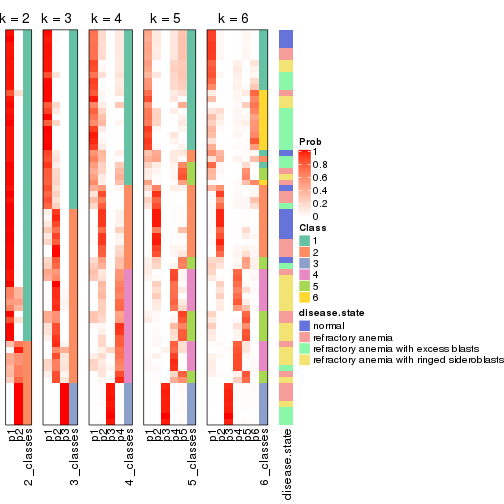 k = 2 k = 3 k = 4 k = 5 k = 6
Prob
1
0.8
0.6
0.4
0.2
0
Class
1
2
3
4
5
6
disease.state
normal
refractory anemia
refractory anemia with excess blasts
refractory anemia with ringed sideroblasts
p1 p2 2_classes p1 p2 p3 3_classes p1 p2 p3 p4 4_classes p1 p2 p3 p4 p5 5_classes p1 p2 p3 p4 p5 p6 6_classes disease.state